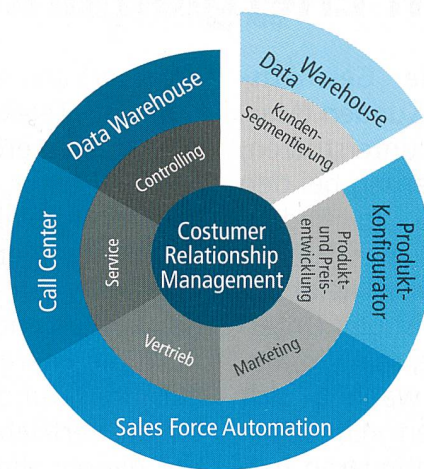 Data Warehouse
Data Warehouse
Kunden-
Segmentierung
Controlling
Call Center
Service
Costumer
Relationship
Management
Produkt-
und Preis-
entwicklung
Produkt-
Konfigurator
Vertrieb
Marketing
Sales Force Automation